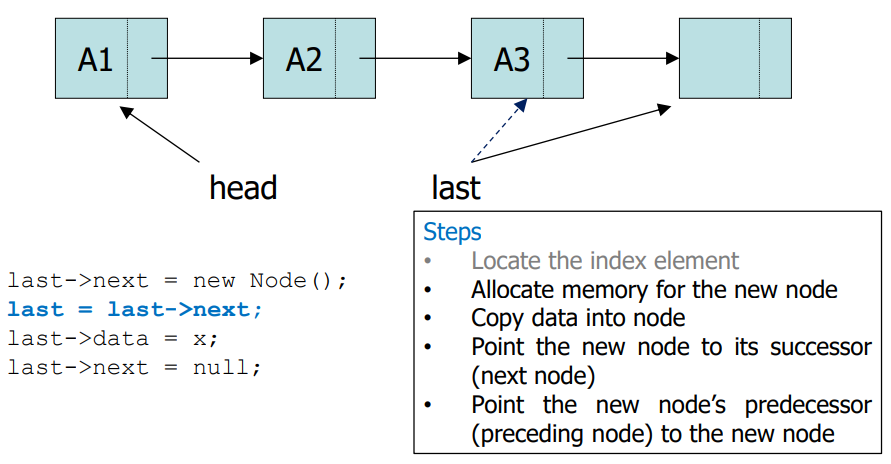 A1 A2 A3
head last
last->next = new Node();
last = last->next;
last->data = x;
last->next = null;
Steps
• Locate the index element
• Allocate memory for the new node
• Copy data into node
• Point the new node to its successor
(next node)
• Point the new node's predecessor
(preceding node) to the new node